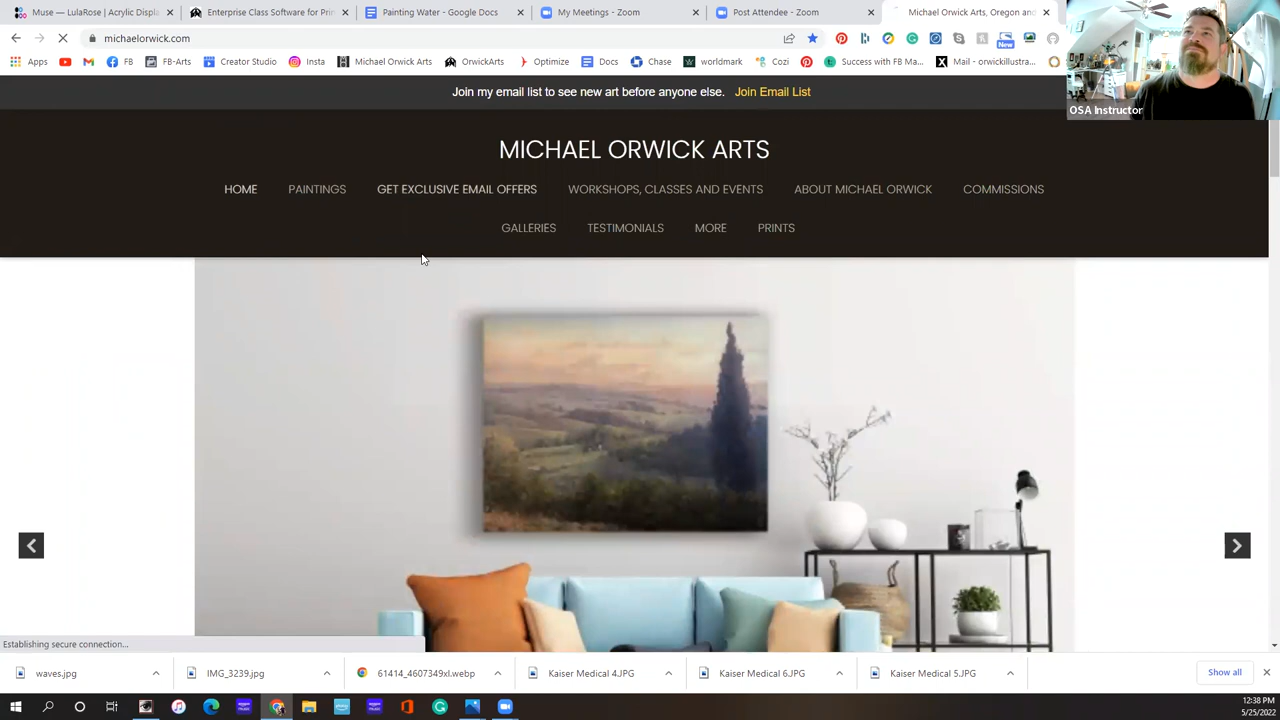 Muse — LulaRose | Acrylic Displa
Enterprise Class Software for Prin
Painting Water - Google Docs
My Meetings - Zoom
Post Attendee - Zoom
Michael Orwick Arts, Oregon and
michaelorwick.com
New
Apps
FB
FB-Arts
Creator Studio
Insta
Michael Orwick Arts
OrwickArts
Optimize
Docs
Chase
worldmark
Cozi
Success with FB Ma...
Mail - orwickillustra...
OSA Instructor
Join my email list to see new art before anyone else. Join Email List
MICHAEL ORWICK ARTS
HOME PAINTINGS GET EXCLUSIVE EMAIL OFFERS WORKSHOPS, CLASSES AND EVENTS ABOUT MICHAEL ORWICK COMMISSIONS
GALLERIES TESTIMONIALS MORE PRINTS
Establishing secure connection...
waves.jpg
IMG_3239.jpg
61414_4607349xl.webp
Kaiser Medical 4.JPG
Kaiser Medical 6.JPG
Kaiser Medical 5.JPG
Show all
12:38 PM
5/25/2022